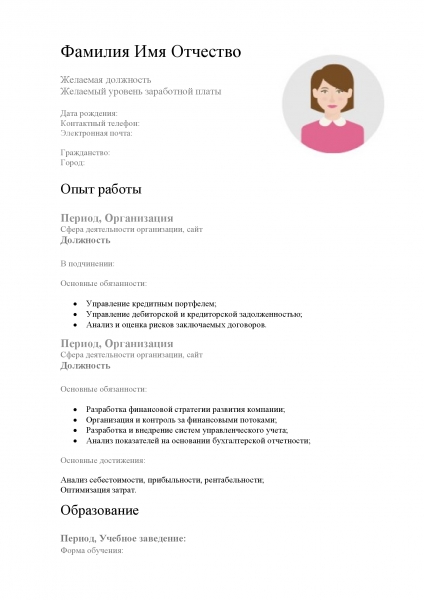 Фамилия Имя Отчество
Желаемая должность
Желаемый уровень заработной платы
Дата рождения:
Контактный телефон:
Электронная почта:
Гражданство:
Город:
Опыт работы
Период, Организация
Сфера деятельности организации, сайт
Должность
В подчинении:
Основные обязанности:
• Управление кредитным портфелем;
• Управление дебиторской и кредиторской задолженностью;
• Анализ и оценка рисков заключаемых договоров.
Период, Организация
Сфера деятельности организации, сайт
Должность
Основные обязанности:
• Разработка финансовой стратегии развития компании;
• Организация и контроль за финансовыми потоками;
• Разработка и внедрение систем управленческого учета;
• Анализ показателей на основании бухгалтерской отчетности;
Основные достижения:
Анализ себестоимости, прибыльности, рентабельности;
Оптимизация затрат.
Образование
Период, Учебное заведение:
Форма обучения: